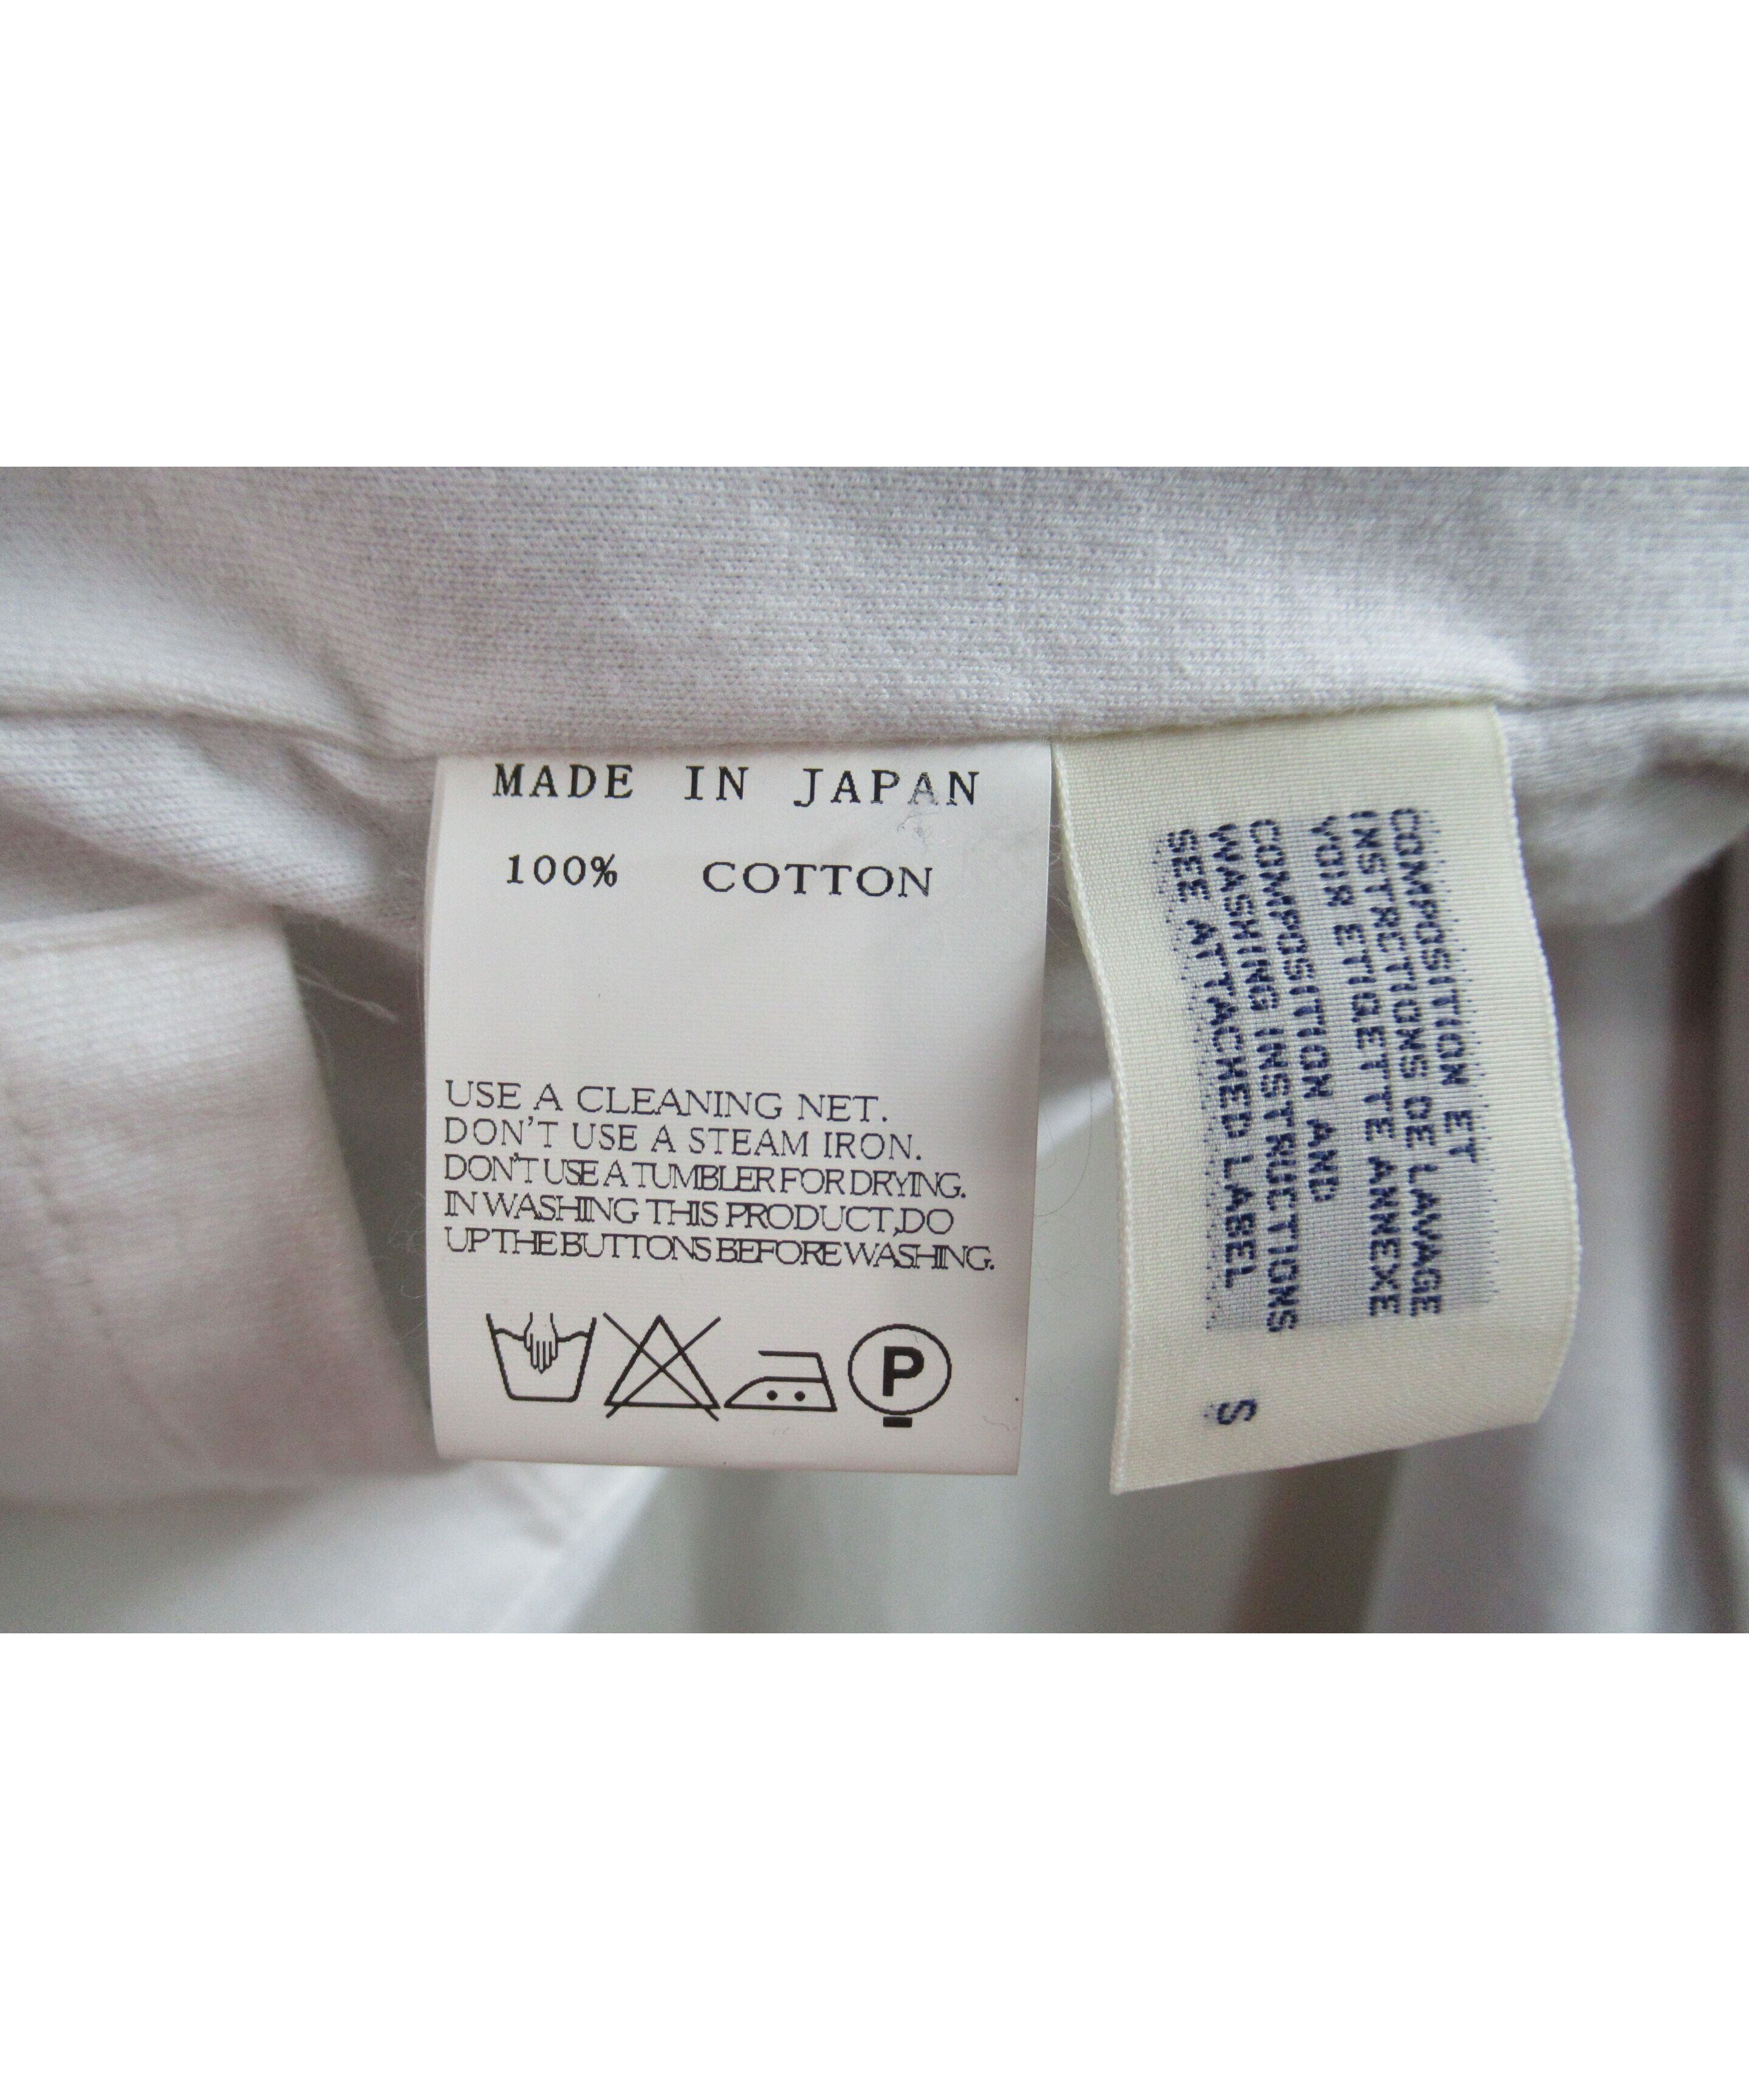 MADE IN JAPAN
100% COTTON
USE A CLEANING NET.
DON'T USE A STEAM IRON.
DON'T USE A TUMBLER FOR DRYING.
IN WASHING THIS PRODUCT,DO
UP THE BUTTONS BEFORE WASHING.
P
COMPOSITION ET
INSTRCTIONS DE LAVAGE
VOIR ETIQETTE ANNEXE
COMPOSITION AND
WASHING INSTRUCTIONS
SEE ATTACHED LABEL
S